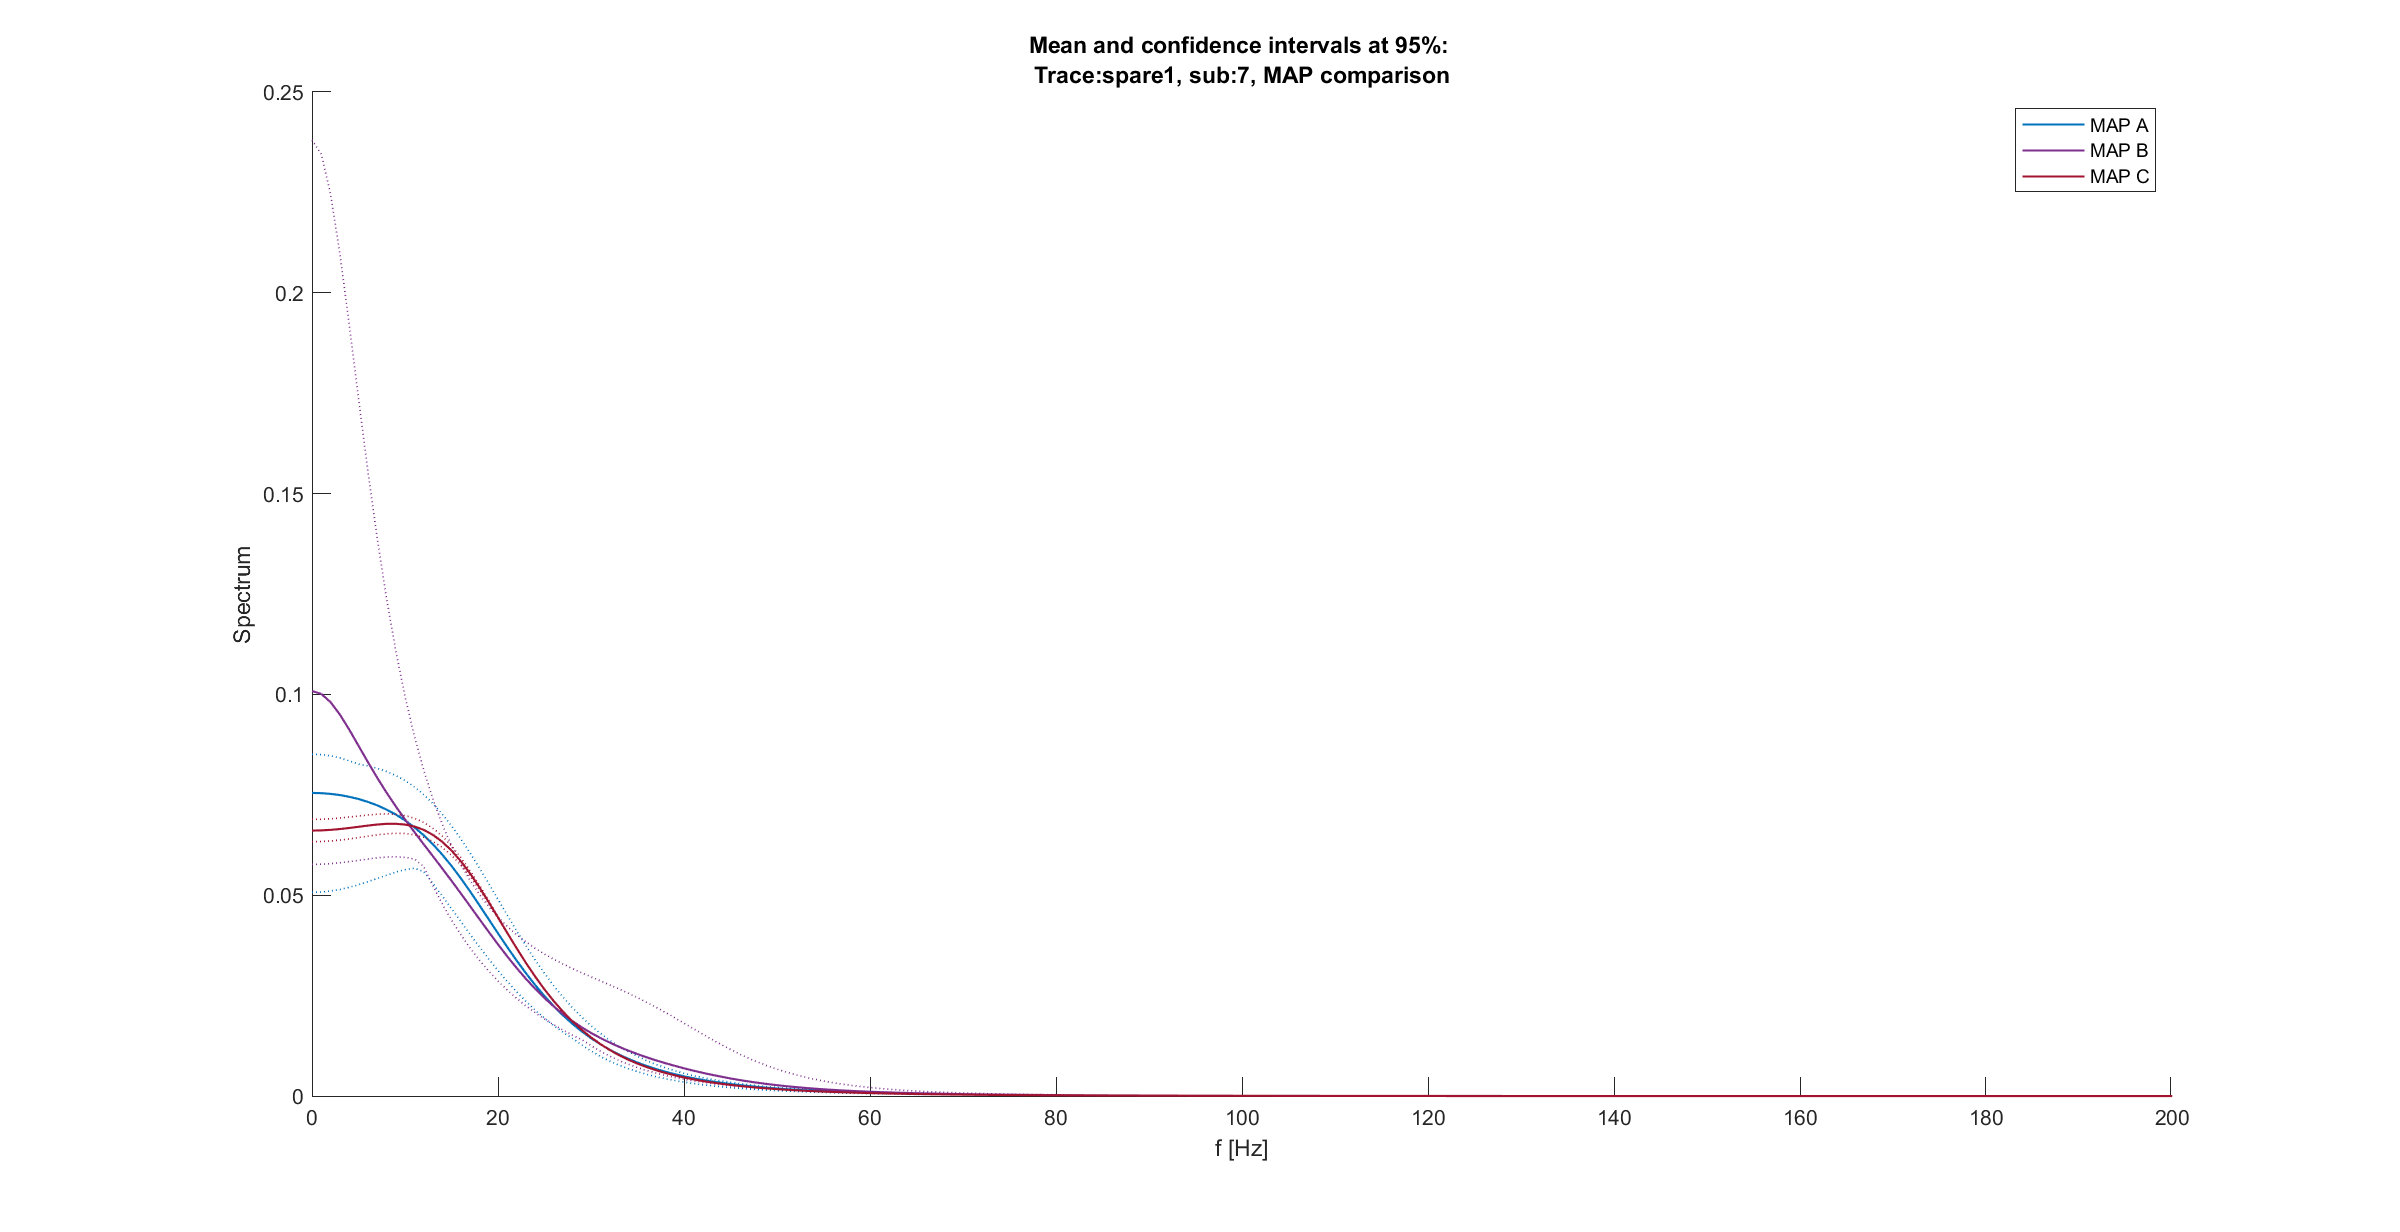 Mean and confidence intervals at 95%:
Trace:spare1, sub:7, MAP comparison
MAP A
MAP B
MAP C
0.25
0.2
0.15
0.1
0.05
0
Spectrum
0 20 40 60 80 100 120 140 160 180 200
f [Hz]